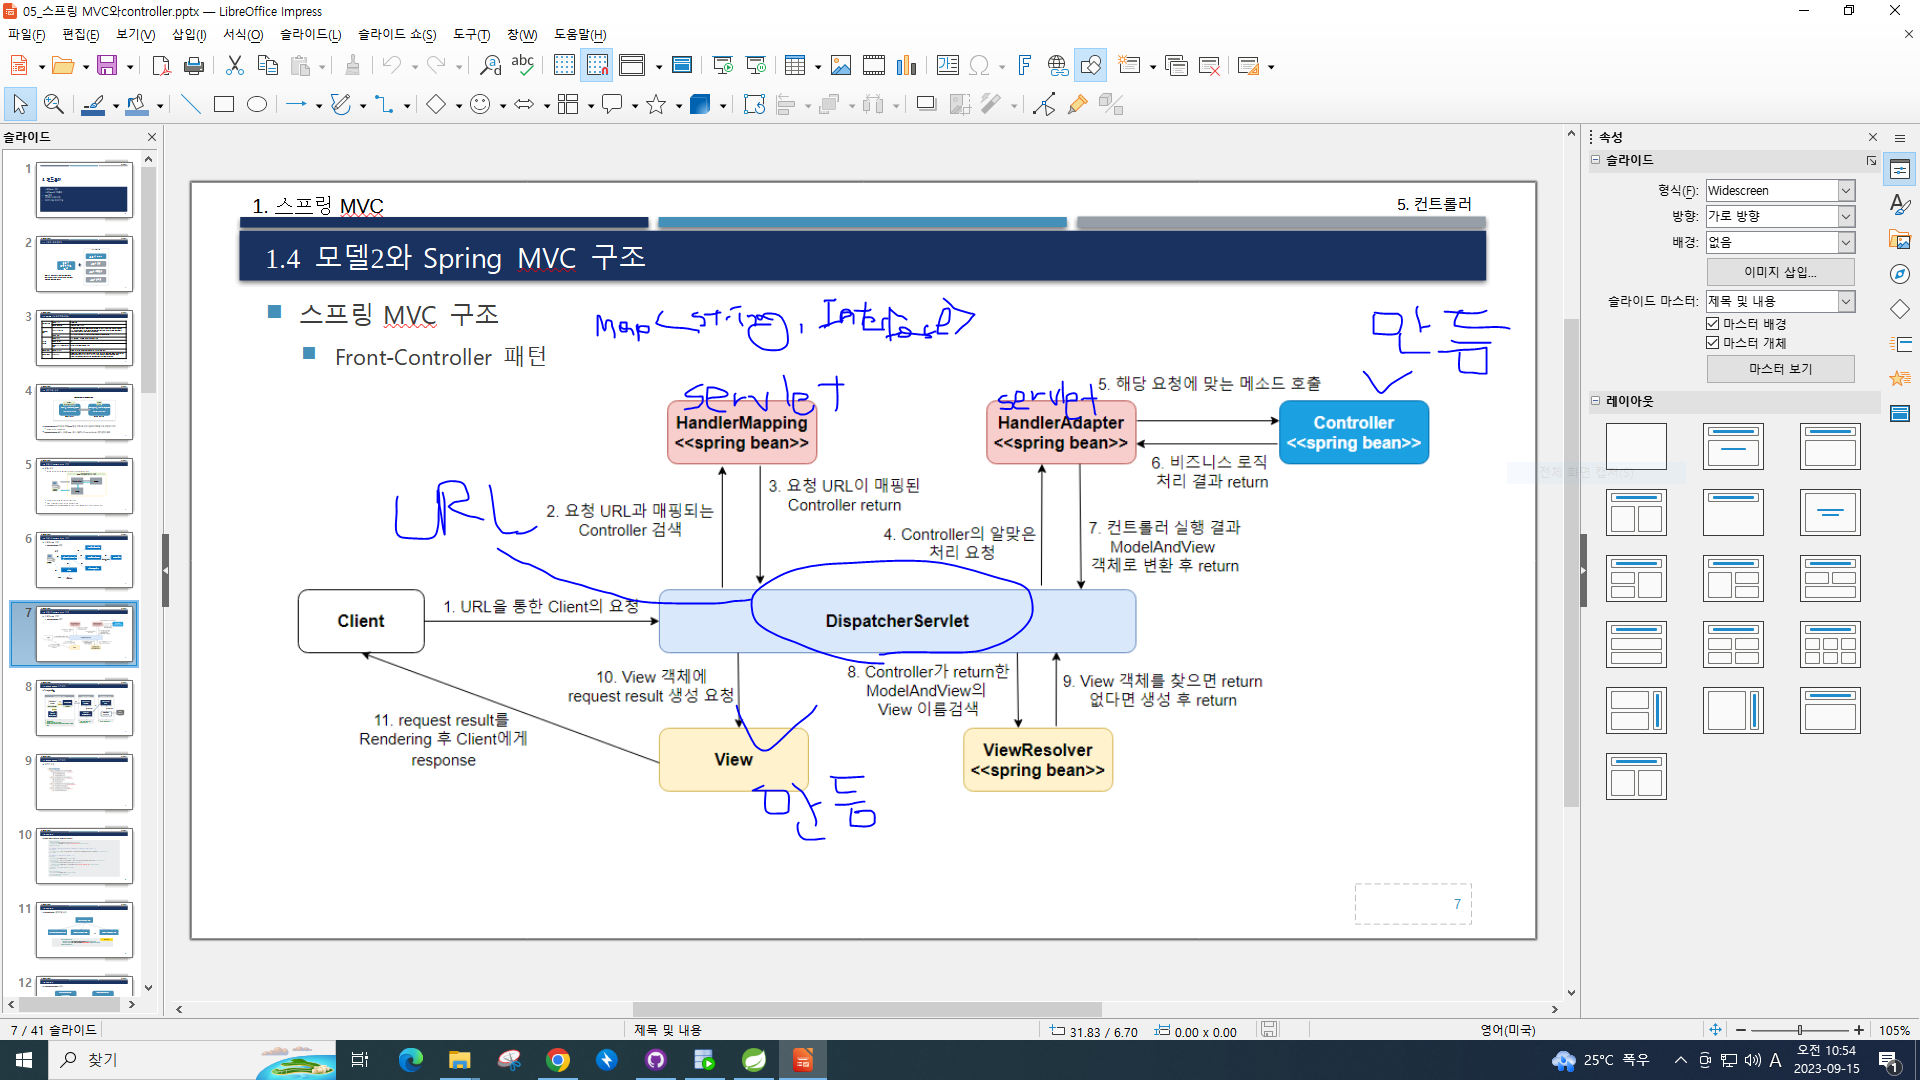 05_스프링 MVC와controller.pptx — LibreOffice Impress
파일(F) 편집(E) 보기(V) 삽입(I) 서식(O) 슬라이드(L) 슬라이드 쇼(S) 도구(T) 창(W) 도움말(H)
슬라이드
1
2
3
4
5
6
7
8
9
10
11
12
1. 스프링 MVC
5. 컨트롤러
1.4 모델2와 Spring MVC 구조
스프링 MVC 구조
Map<String, Interface>
만듬
Front-Controller 패턴
servlet
servlet
5. 해당 요청에 맞는 메소드 호출
HandlerMapping
<<spring bean>>
HandlerAdapter
<<spring bean>>
Controller
<<spring bean>>
6. 비즈니스 로직
처리 결과 return
URL
2. 요청 URL과 매핑되는
Controller 검색
3. 요청 URL이 매핑된
Controller return
4. Controller의 알맞은
처리 요청
7. 컨트롤러 실행 결과
ModelAndView
객체로 변환 후 return
Client
1. URL을 통한 Client의 요청
DispatcherServlet
10. View 객체에
request result 생성 요청
8. Controller가 return한
ModelAndView의
View 이름검색
9. View 객체를 찾으면 return
없다면 생성 후 return
11. request result를
Rendering 후 Client에게
response
View
ViewResolver
<<spring bean>>
만듬
7
속성
슬라이드
형식(F): Widescreen
방향: 가로 방향
배경: 없음
이미지 삽입...
슬라이드 마스터: 제목 및 내용
마스터 배경
마스터 개체
마스터 보기
레이아웃
전체 화면 캡처(S)
7 / 41 슬라이드
제목 및 내용
31.83 / 6.70
0.00 x 0.00
영어(미국)
105%
찾기
25°C 폭우
A
오전 10:54
2023-09-15
1